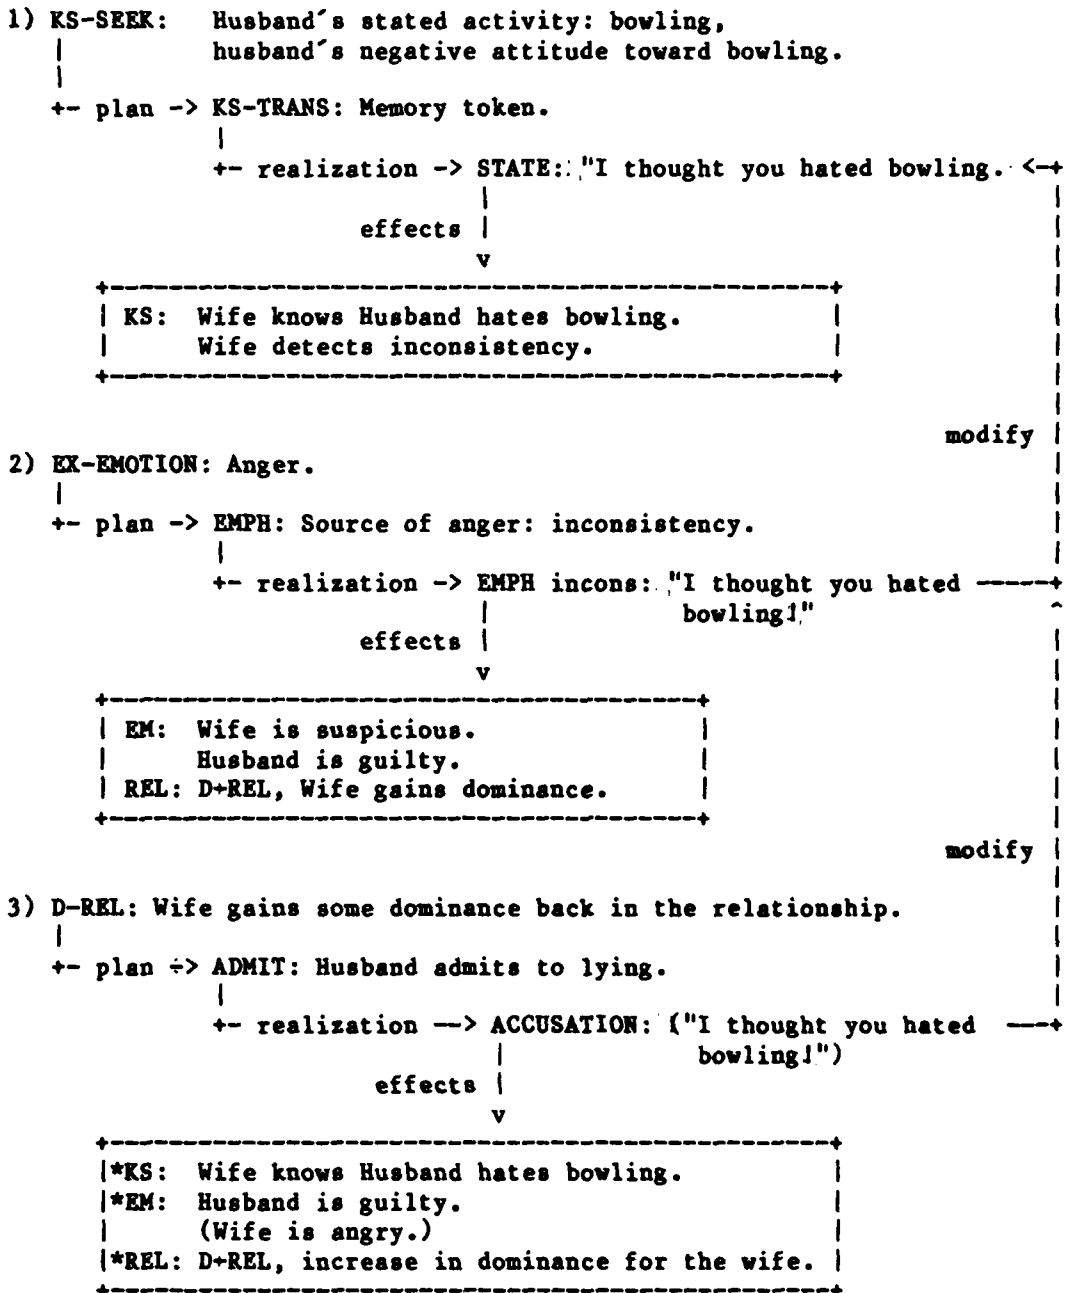 1) KS-SEEK: Husband's stated activity: bowling,
husband's negative attitude toward bowling.
+- plan -> KS-TRANS: Memory token.
+- realization -> STATE: "I thought you hated bowling. <-+
effects
v
KS: Wife knows Husband hates bowling.
Wife detects inconsistency.
modify
2) EX-EMOTION: Anger.
+- plan -> EMPH: Source of anger: inconsistency.
+- realization -> EMPH incons: "I thought you hated -----+
bowling!"
effects
v
EM: Wife is suspicious.
Husband is guilty.
REL: D+REL, Wife gains dominance.
modify
3) D-REL: Wife gains some dominance back in the relationship.
+- plan -> ADMIT: Husband admits to lying.
+- realization --> ACCUSATION: ("I thought you hated ---+
bowling!")
effects
v
*KS: Wife knows Husband hates bowling.
*EM: Husband is guilty.
(Wife is angry.)
*REL: D+REL, increase in dominance for the wife.